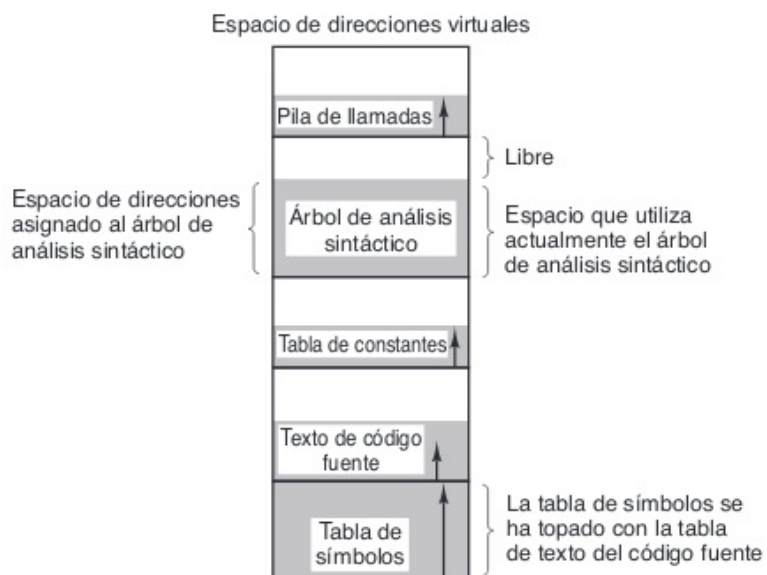 Espacio de direcciones virtuales
Pila de llamadas
Libre
Espacio de direcciones
asignado al árbol de
análisis sintáctico
Árbol de análisis
sintáctico
Espacio que utiliza
actualmente el árbol
de análisis sintáctico
Tabla de constantes
Texto de código
fuente
Tabla de
símbolos
La tabla de símbolos se
ha topado con la tabla
de texto del código fuente